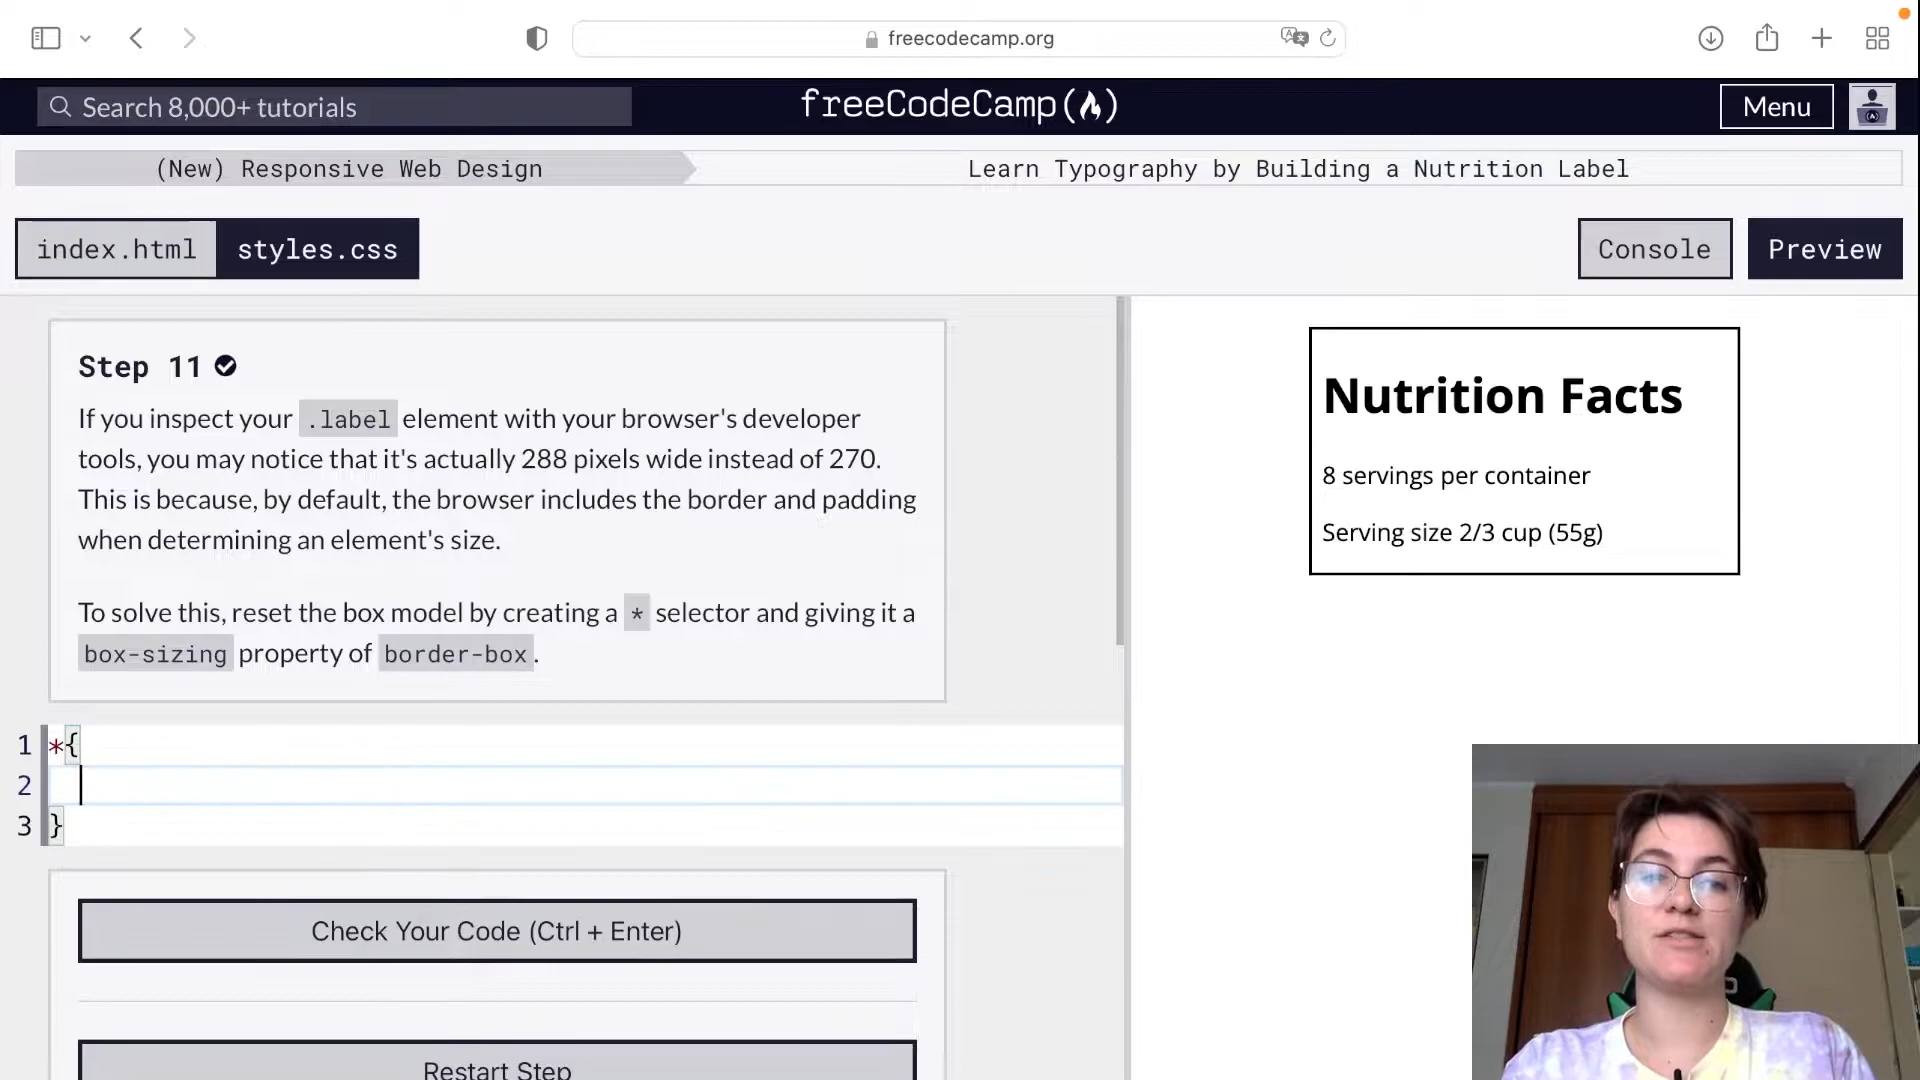 freecodecamp.org
Search 8,000+ tutorials
freeCodeCamp
Menu
(New) Responsive Web Design
Learn Typography by Building a Nutrition Label
index.html
styles.css
Console
Preview
Step 11
If you inspect your .label element with your browser's developer
tools, you may notice that it's actually 288 pixels wide instead of 270.
This is because, by default, the browser includes the border and padding
when determining an element's size.
To solve this, reset the box model by creating a * selector and giving it a
box-sizing property of border-box.
1 *{
2
3 }
Check Your Code (Ctrl + Enter)
Restart Step
Nutrition Facts
8 servings per container
Serving size 2/3 cup (55g)